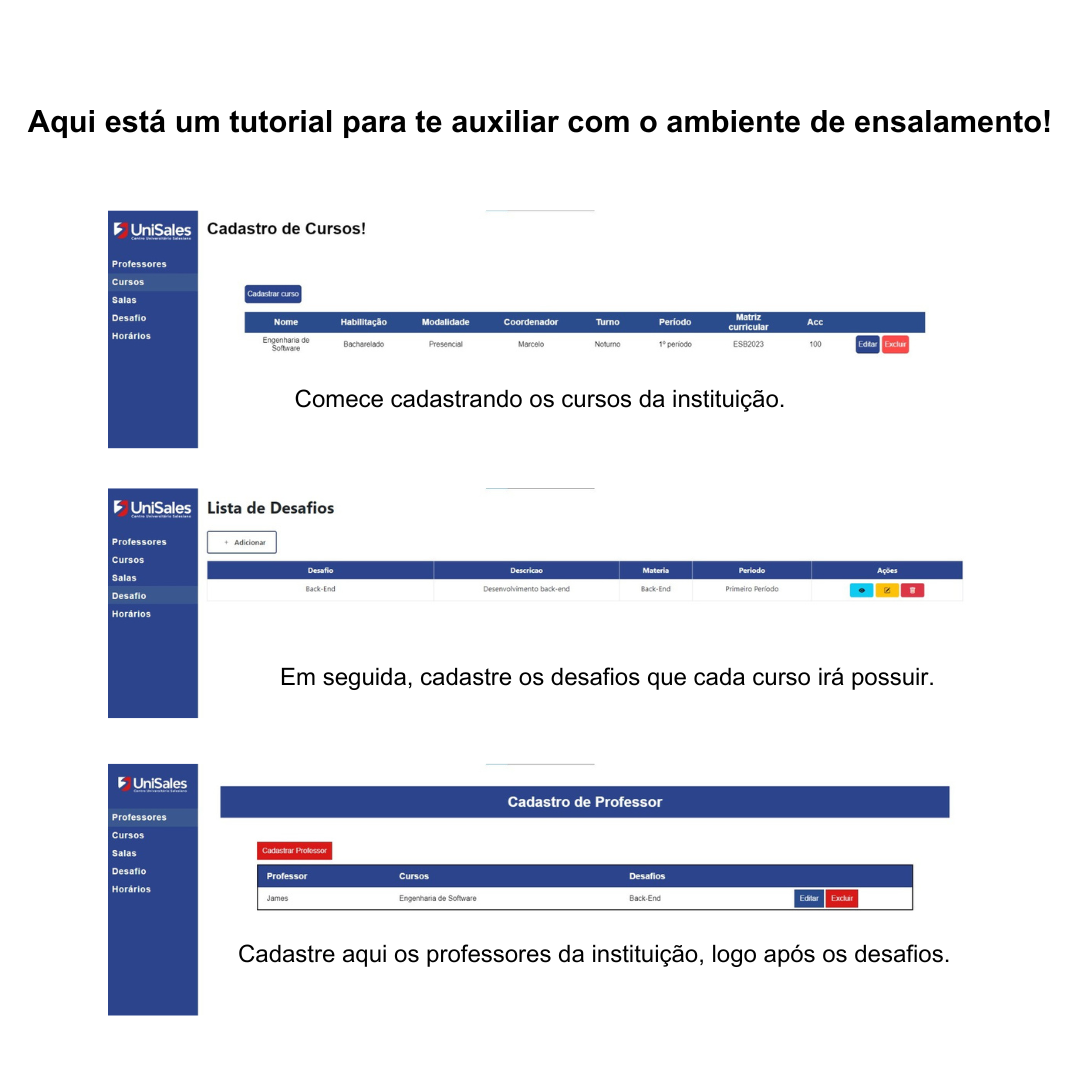 Aqui está um tutorial para te auxiliar com o ambiente de ensalamento!
UniSales
Centro Universitário Salesiano
Professores
Cursos
Salas
Desafio
Horários
Cadastro de Cursos!
Cadastrar curso
Nome Habilitação Modalidade Coordenador Turno Período Matriz curricular Acc
Engenharia de Software Bacharelado Presencial Marcelo Noturno 1º período ESB2023 100 Editar Excluir
Comece cadastrando os cursos da instituição.
UniSales
Centro Universitário Salesiano
Professores
Cursos
Salas
Desafio
Horários
Lista de Desafios
+ Adicionar
Desafio Descricao Materia Periodo Ações
Back-End Desenvolvimento back-end Back-End Primeiro Periodo
Em seguida, cadastre os desafios que cada curso irá possuir.
UniSales
Centro Universitário Salesiano
Professores
Cursos
Salas
Desafio
Horários
Cadastro de Professor
Cadastrar Professor
Professor Cursos Desafios
James Engenharia de Software Back-End Editar Excluir
Cadastre aqui os professores da instituição, logo após os desafios.